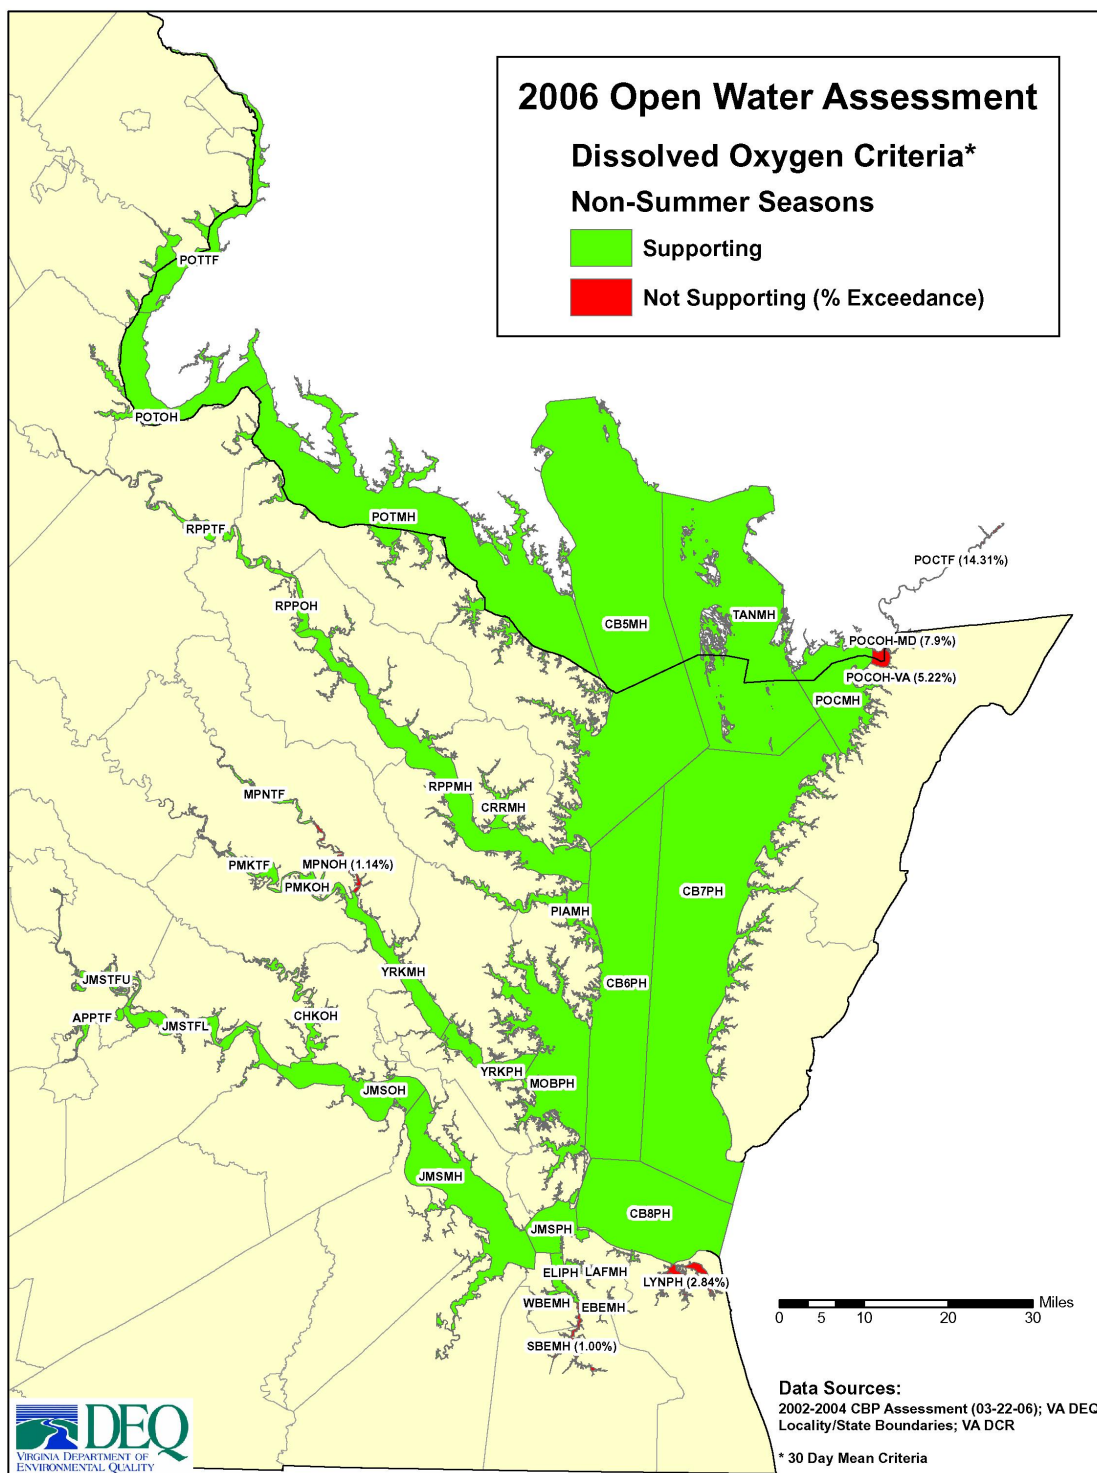 2006 Open Water Assessment
Dissolved Oxygen Criteria*
Non-Summer Seasons
Supporting
Not Supporting (% Exceedance)
POTTF
POTOH
POTMH
RPPTF
POCTF (14.31%)
RPPOH
CB5MH
TANMH
POCOH-MD (7.9%)
POCOH-VA (5.22%)
POCMH
RPPMH
CRRMH
MPNTF
MPNOH (1.14%)
PMKTF
PMKOH
CB7PH
PIAMH
YRKMH
CB6PH
JMSTFU
APPTF
JMSTFL
CHKOH
YRKPH
MOBPH
JMSOH
JMSMH
CB8PH
JMSPH
ELIPH
LAFMH
LYNPH (2.84%)
WBEMH
EBEMH
SBEMH (1.00%)
Miles
0 5 10 20 30
Data Sources:
2002-2004 CBP Assessment (03-22-06); VA DEQ
Locality/State Boundaries; VA DCR
* 30 Day Mean Criteria
DEQ
VIRGINIA DEPARTMENT OF
ENVIRONMENTAL QUALITY